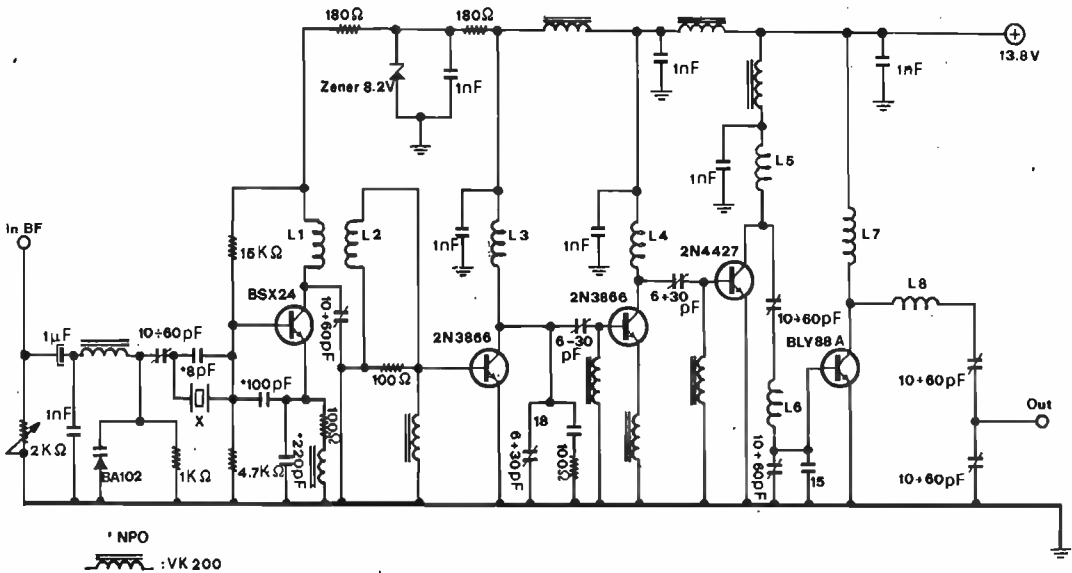 180Ω
180Ω
13.8V
Zener 8.2V
1nF
1nF
1nF
In BF
L5
1nF
15KΩ
L1
L2
L3
L4
L7
1nF
1nF
2N4427
BSX24
L8
2N3866
6÷30
pF
10÷60pF
10÷60pF
1µF
10÷60pF
2N3866
6-30
pF
BLY88A
*8pF
100Ω
10÷60pF
*100pF
Out
1nF
X
L6
18
100Ω
2KΩ
BA102
1KΩ
4.7KΩ
*220pF
6÷30pF
100Ω
10÷60pF
15
10÷60pF
' NPO
: VK 200